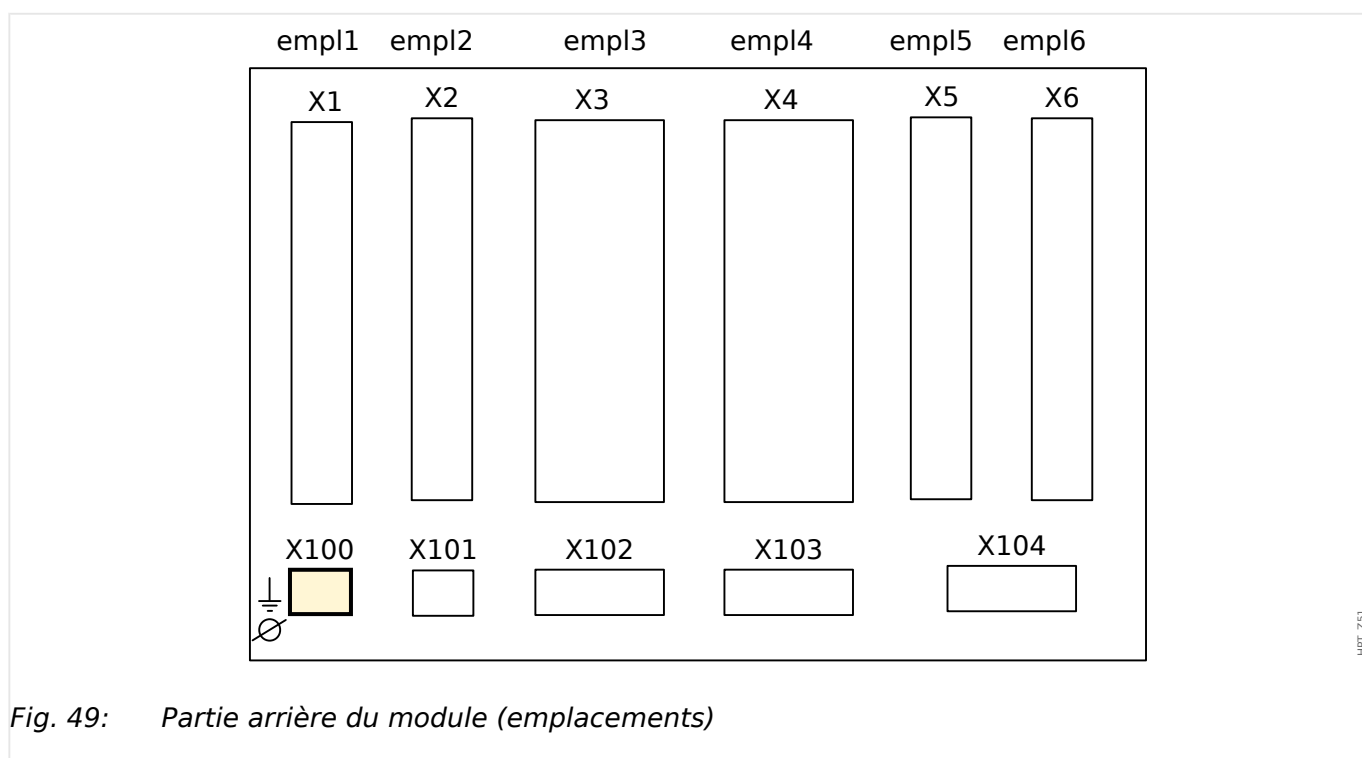 empl1 empl2 empl3 empl4 empl5 empl6
X1 X2 X3 X4 X5 X6
X100 X101 X102 X103 X104
Fig. 49: Partie arrière du module (emplacements)